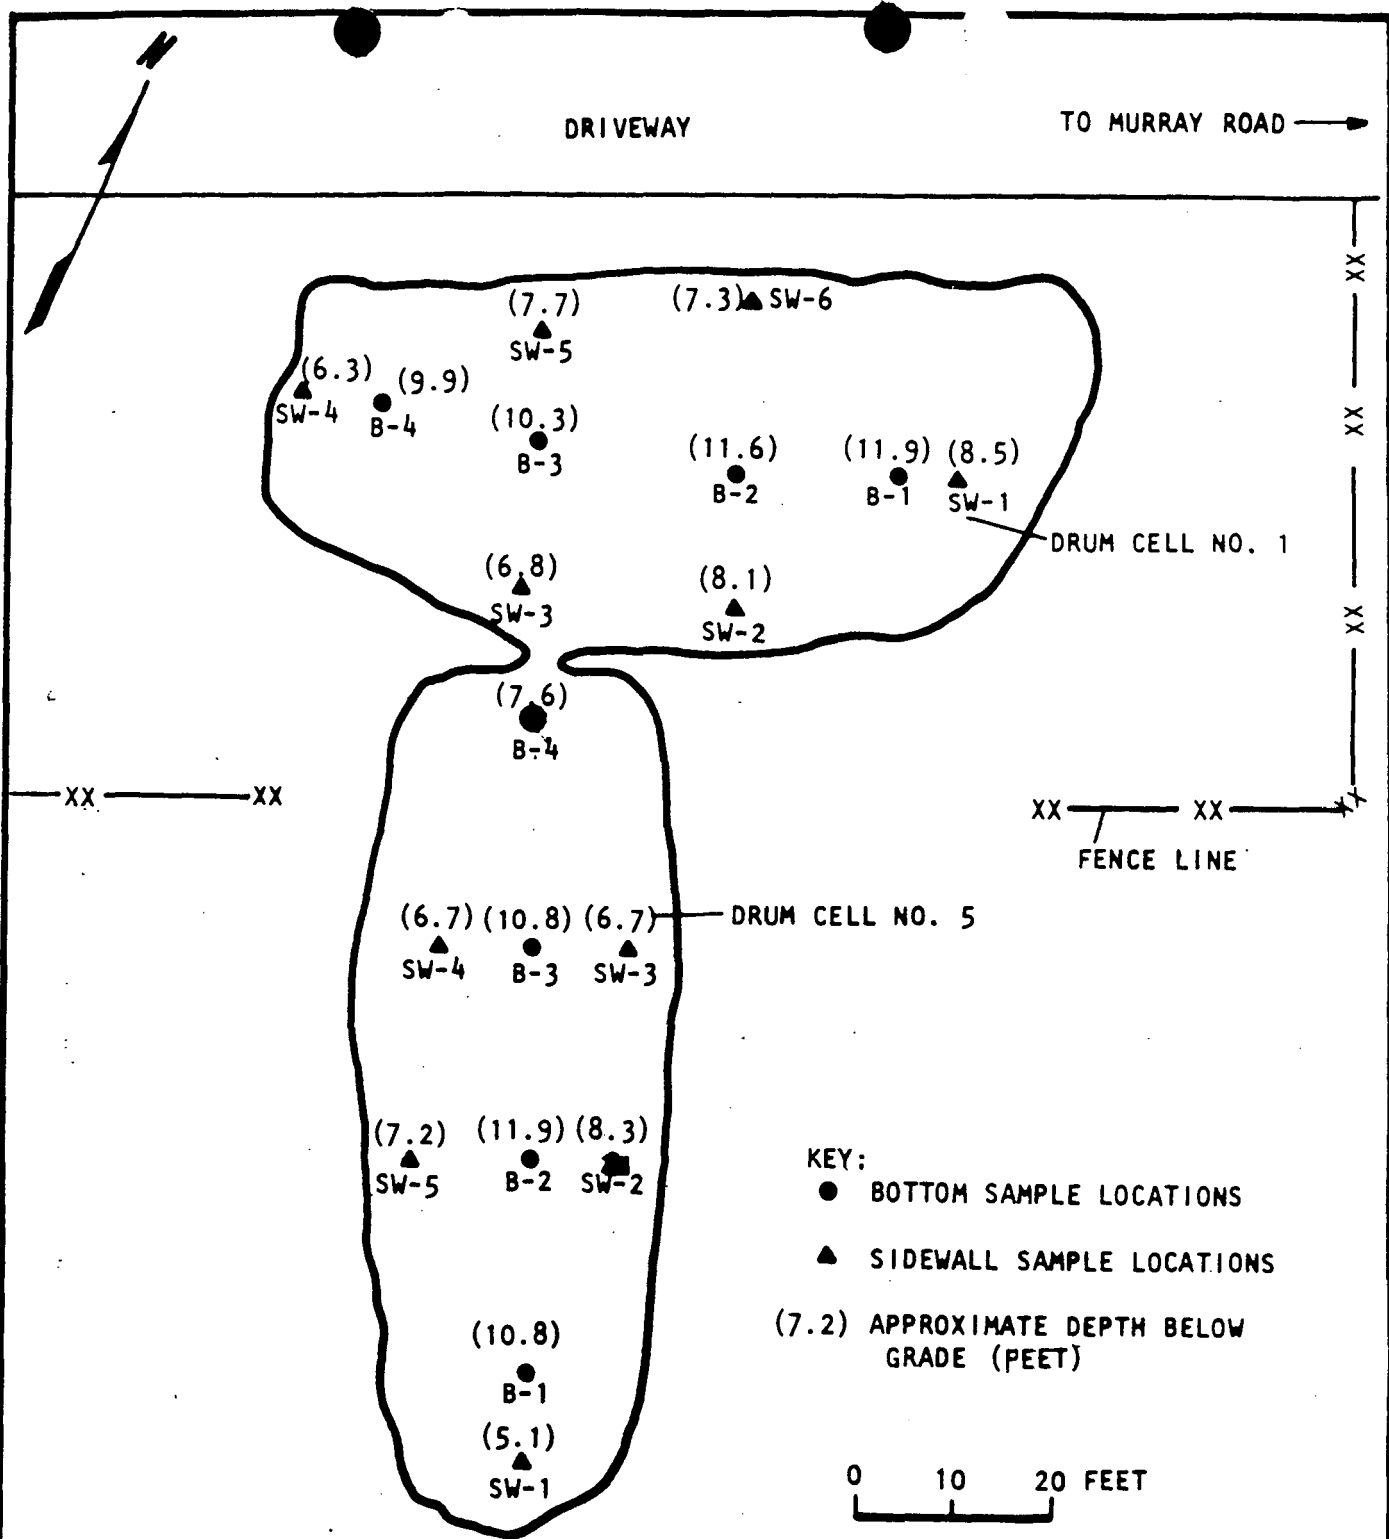 N
DRIVEWAY
TO MURRAY ROAD
XX
(7.7)
SW-5
(7.3) SW-6
(6.3)
SW-4
(9.9)
B-4
(10.3)
B-3
(11.6)
B-2
(11.9)
B-1
(8.5)
SW-1
XX
DRUM CELL NO. 1
(6.8)
SW-3
(8.1)
SW-2
XX
(7.6)
B-4
XX XX
XX XX XX
FENCE LINE
(6.7) (10.8) (6.7)
SW-4 B-3 SW-3
DRUM CELL NO. 5
(7.2) (11.9) (8.3)
SW-5 B-2 SW-2
KEY:
BOTTOM SAMPLE LOCATIONS
SIDEWALL SAMPLE LOCATIONS
(7.2) APPROXIMATE DEPTH BELOW
GRADE (PEET)
(10.8)
B-1
(5.1)
SW-1
0 10 20 FEET